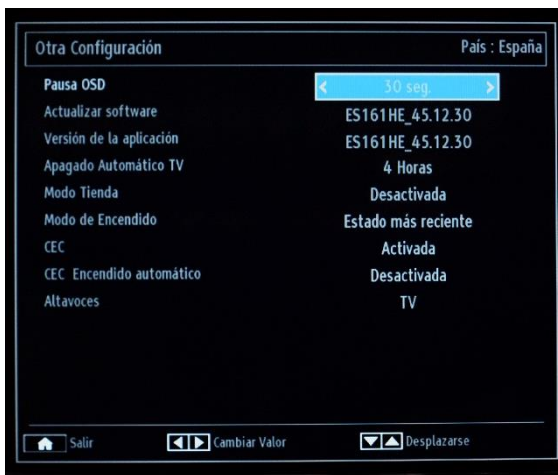 Otra Configuración País : España
Pausa OSD 30 seg.
Actualizar software ES161HE_45.12.30
Versión de la aplicación ES161HE_45.12.30
Apagado Automático TV 4 Horas
Modo Tienda Desactivada
Modo de Encendido Estado más reciente
CEC Activada
CEC Encendido automático Desactivada
Altavoces TV
Salir Cambiar Valor Desplazarse